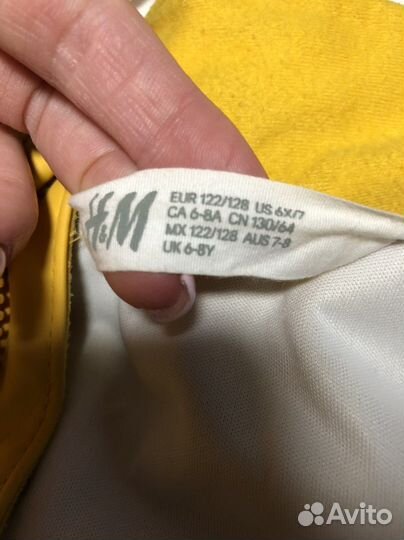 H&M
EUR 122/128 US 6X/7
CA 6-8A CN 130/64
MX 122/128 AUS 7-8
UK 6-8Y
Avito